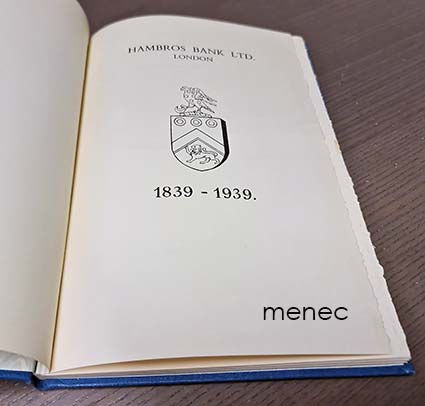 HAMBROS BANK LTD.
LONDON
1839 - 1939.
menec